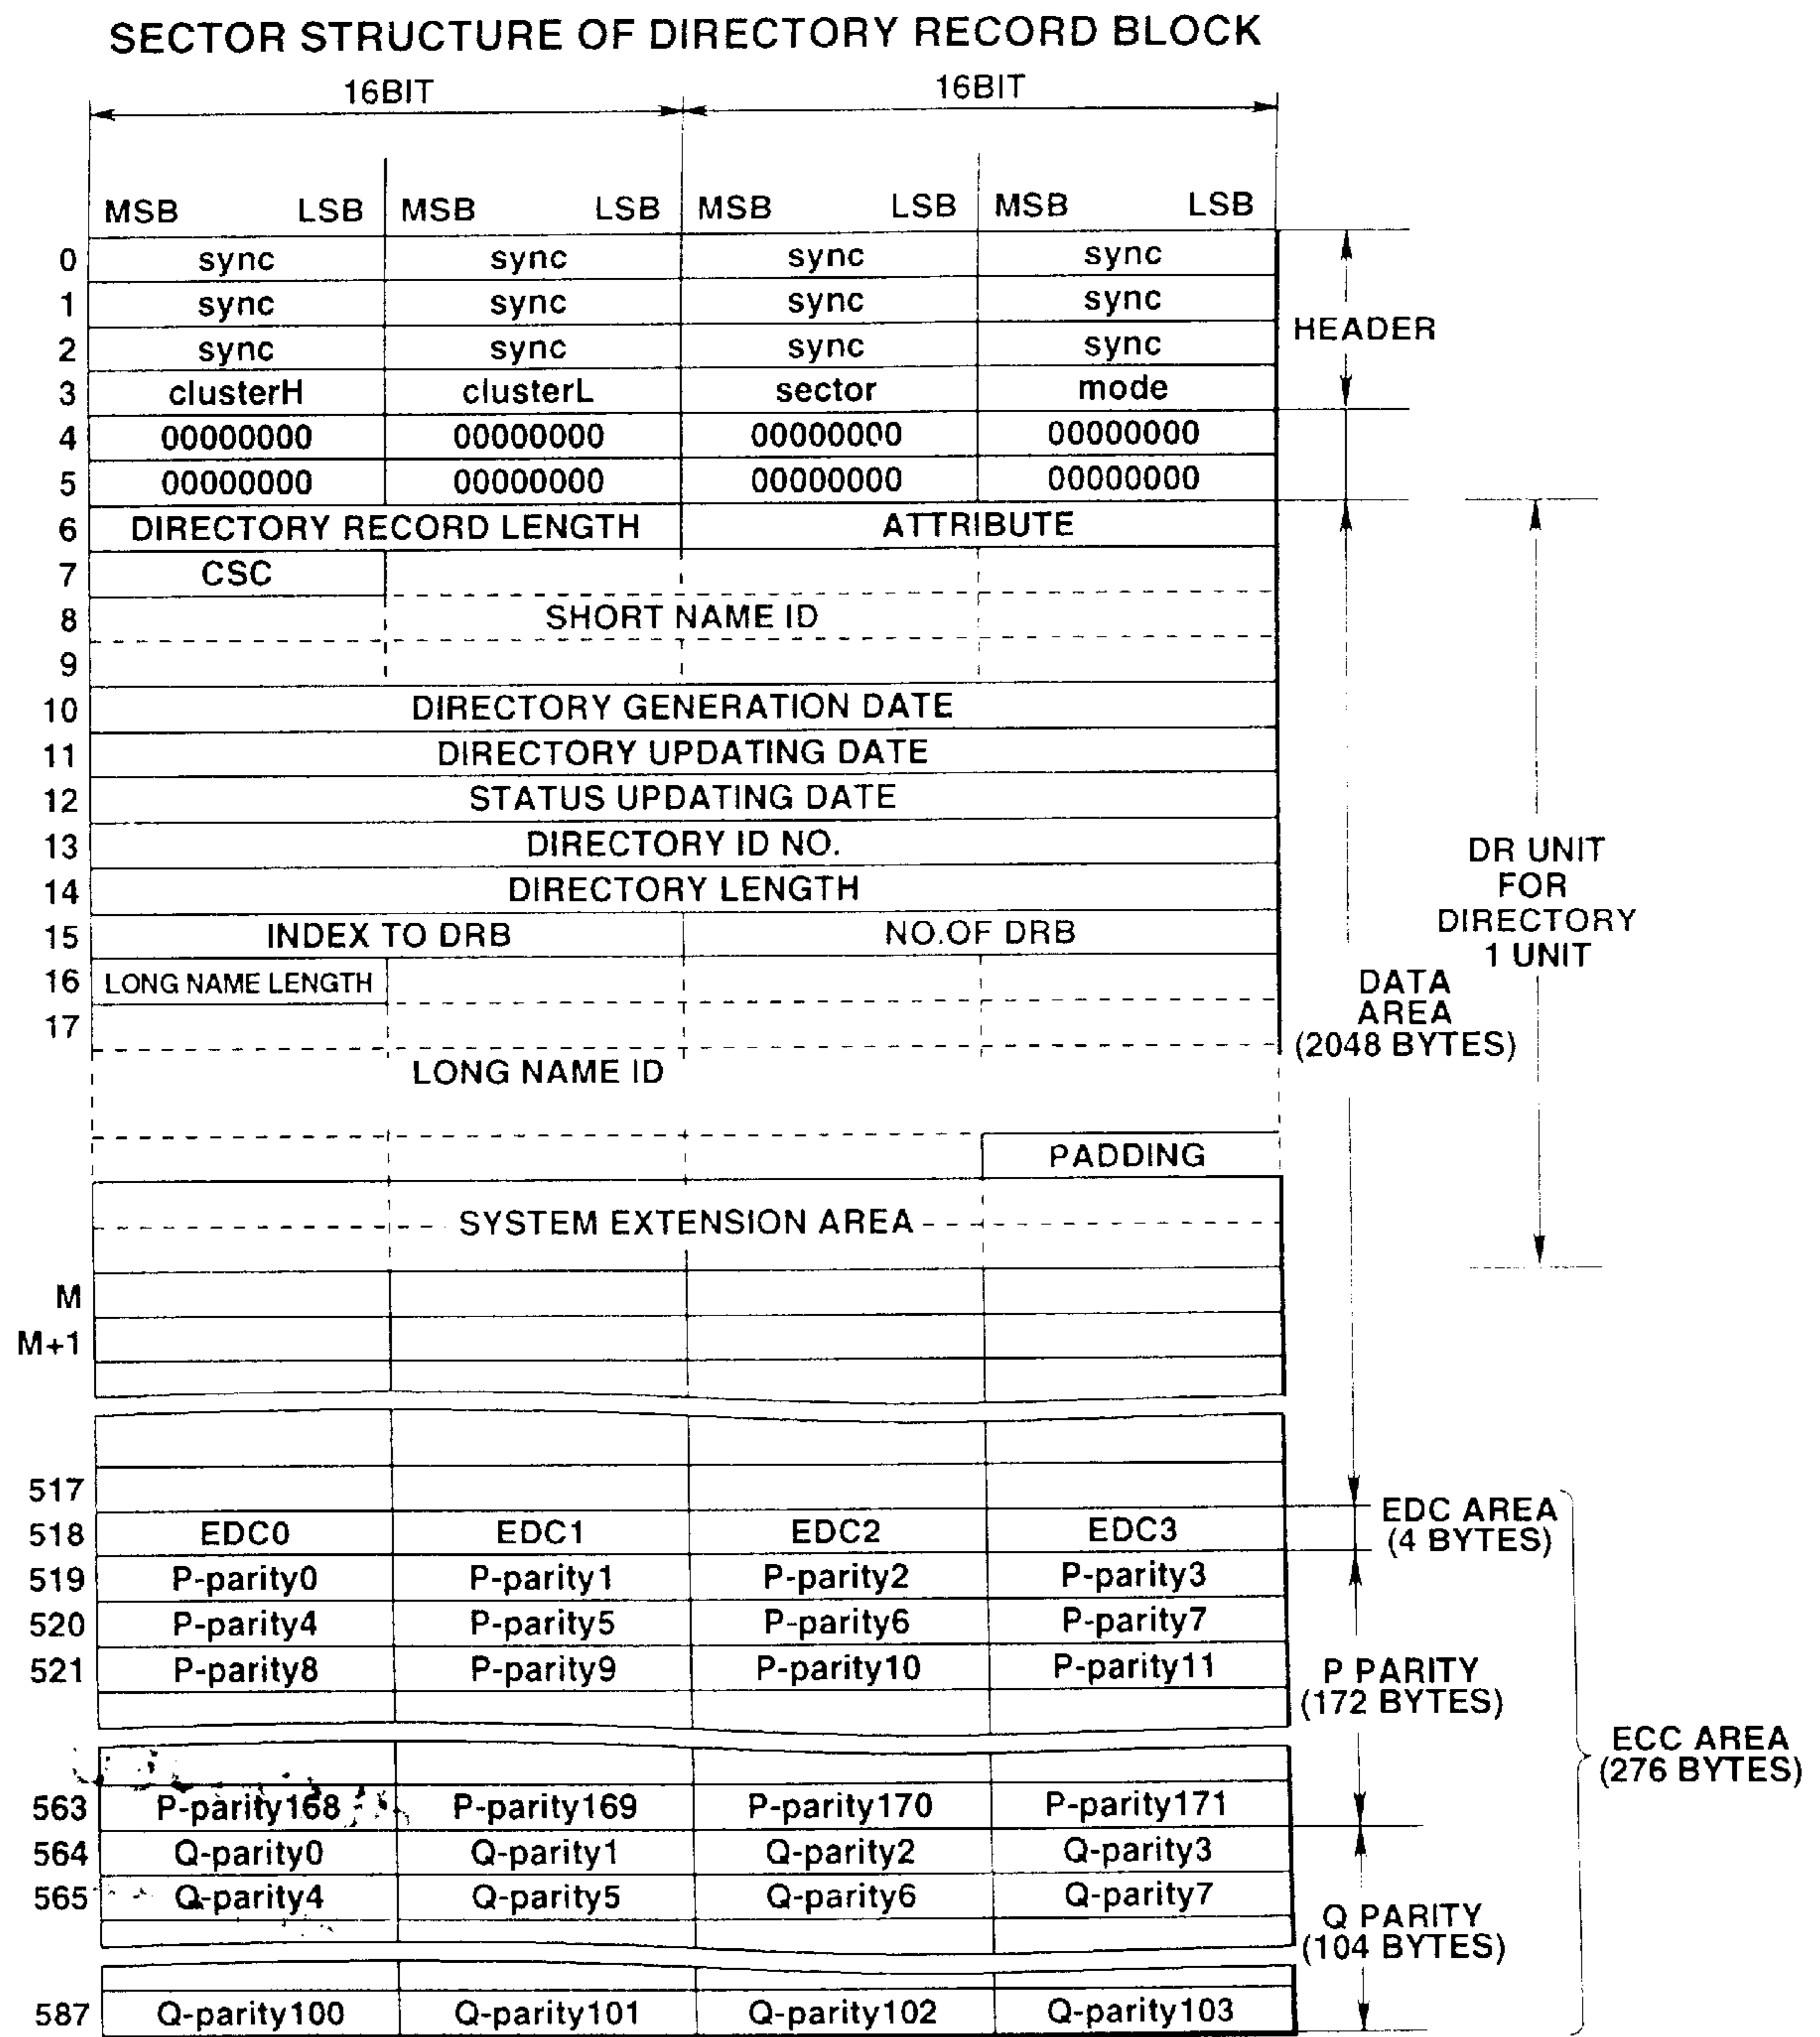 SECTOR STRUCTURE OF DIRECTORY RECORD BLOCK
16BIT 16BIT
MSB LSB MSB LSB MSB LSB MSB LSB
0 sync sync sync sync
1 sync sync sync sync
2 sync sync sync sync
HEADER
3 clusterH clusterL sector mode
4 00000000 00000000 00000000 00000000
5 00000000 00000000 00000000 00000000
6 DIRECTORY RECORD LENGTH ATTRIBUTE
7 CSC
8 SHORT NAME ID
9
10 DIRECTORY GENERATION DATE
11 DIRECTORY UPDATING DATE
12 STATUS UPDATING DATE
13 DIRECTORY ID NO.
14 DIRECTORY LENGTH
15 INDEX TO DRB NO.OF DRB
DR UNIT
FOR
DIRECTORY
1 UNIT
16 LONG NAME LENGTH
17
DATA
AREA
(2048 BYTES)
LONG NAME ID
PADDING
SYSTEM EXTENSION AREA
M
M+1
517
518 EDC0 EDC1 EDC2 EDC3
EDC AREA
(4 BYTES)
519 P-parity0 P-parity1 P-parity2 P-parity3
520 P-parity4 P-parity5 P-parity6 P-parity7
521 P-parity8 P-parity9 P-parity10 P-parity11
P PARITY
(172 BYTES)
ECC AREA
(276 BYTES)
563 P-parity168 P-parity169 P-parity170 P-parity171
564 Q-parity0 Q-parity1 Q-parity2 Q-parity3
565 Q-parity4 Q-parity5 Q-parity6 Q-parity7
Q PARITY
(104 BYTES)
587 Q-parity100 Q-parity101 Q-parity102 Q-parity103